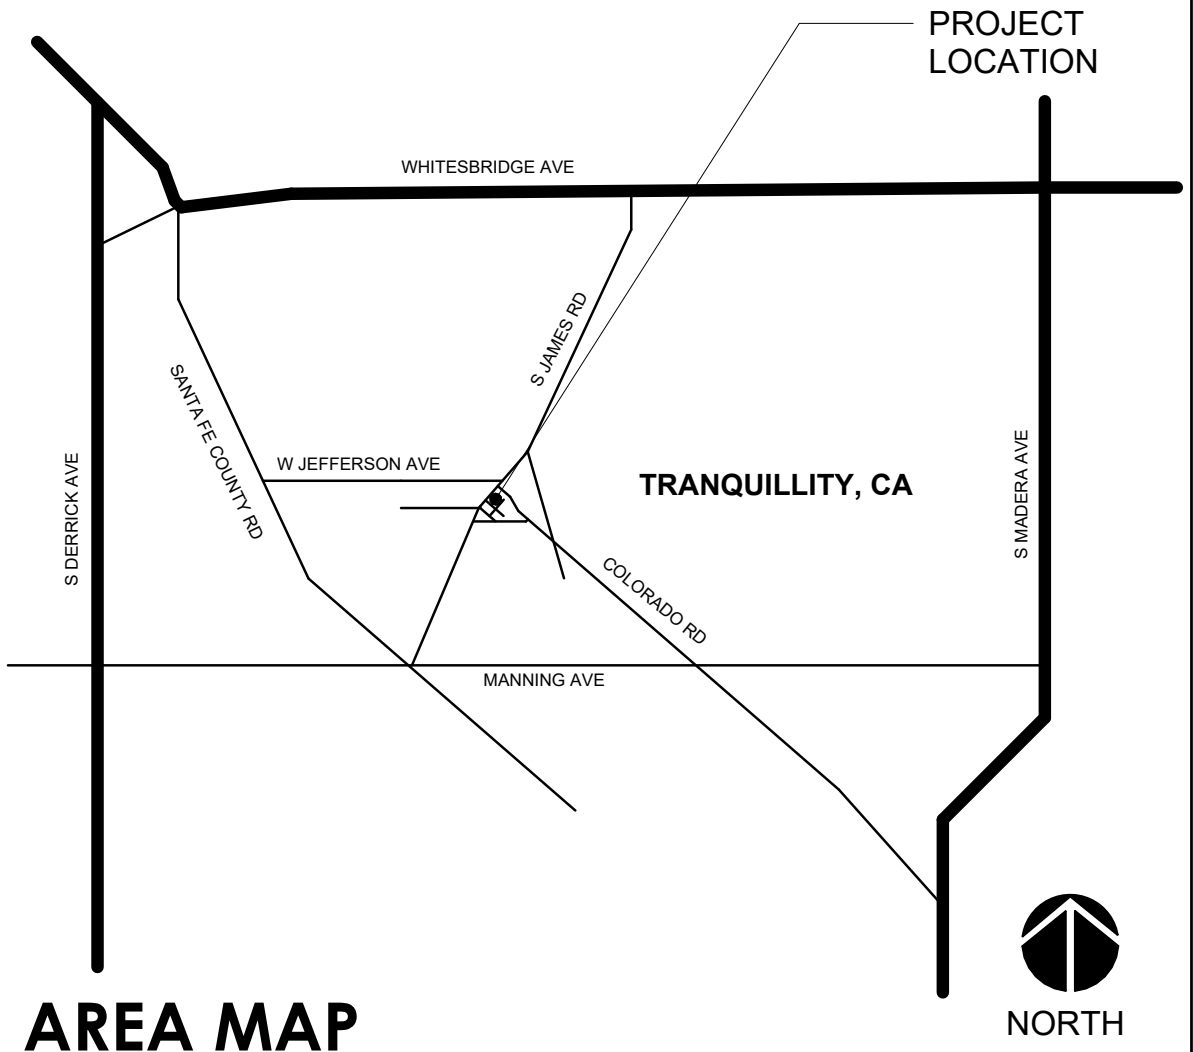 PROJECT
LOCATION
WHITESBRIDGE AVE
S JAMES RD
SANTA FE COUNTY RD
W JEFFERSON AVE
TRANQUILLITY, CA
S DERRICK AVE
S MADERA AVE
COLORADO RD
MANNING AVE
AREA MAP
NORTH